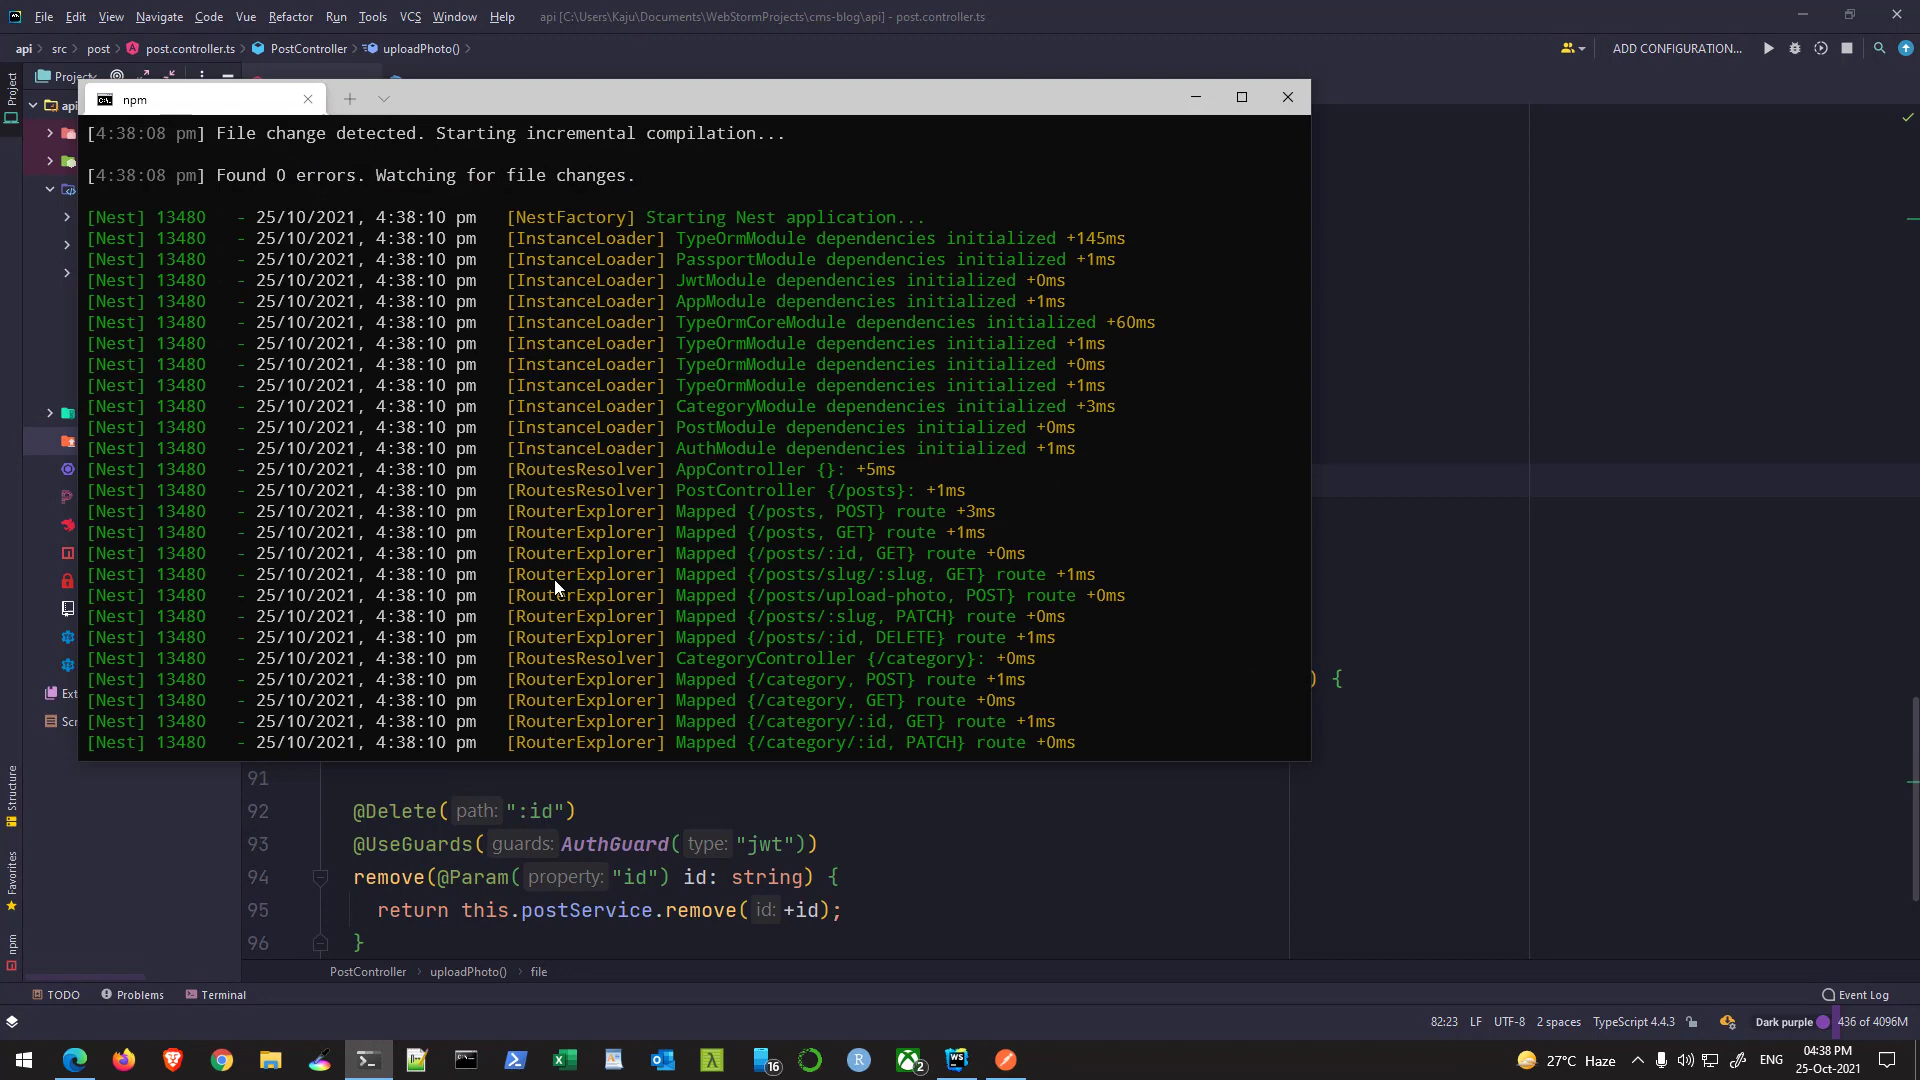 File Edit View Navigate Code Vue Refactor Run Tools VCS Window Help api [C:\Users\Kaju\Documents\WebStormProjects\cms-blog\api] - post.controller.ts
api src post post.controller.ts PostController uploadPhoto() ADD CONFIGURATION...
Project
npm
[4:38:08 pm] File change detected. Starting incremental compilation...
[4:38:08 pm] Found 0 errors. Watching for file changes.
[Nest] 13480 - 25/10/2021, 4:38:10 pm [NestFactory] Starting Nest application...
[Nest] 13480 - 25/10/2021, 4:38:10 pm [InstanceLoader] TypeOrmModule dependencies initialized +145ms
[Nest] 13480 - 25/10/2021, 4:38:10 pm [InstanceLoader] PassportModule dependencies initialized +1ms
[Nest] 13480 - 25/10/2021, 4:38:10 pm [InstanceLoader] JwtModule dependencies initialized +0ms
[Nest] 13480 - 25/10/2021, 4:38:10 pm [InstanceLoader] AppModule dependencies initialized +1ms
[Nest] 13480 - 25/10/2021, 4:38:10 pm [InstanceLoader] TypeOrmCoreModule dependencies initialized +60ms
[Nest] 13480 - 25/10/2021, 4:38:10 pm [InstanceLoader] TypeOrmModule dependencies initialized +1ms
[Nest] 13480 - 25/10/2021, 4:38:10 pm [InstanceLoader] TypeOrmModule dependencies initialized +0ms
[Nest] 13480 - 25/10/2021, 4:38:10 pm [InstanceLoader] TypeOrmModule dependencies initialized +1ms
[Nest] 13480 - 25/10/2021, 4:38:10 pm [InstanceLoader] CategoryModule dependencies initialized +3ms
[Nest] 13480 - 25/10/2021, 4:38:10 pm [InstanceLoader] PostModule dependencies initialized +0ms
[Nest] 13480 - 25/10/2021, 4:38:10 pm [InstanceLoader] AuthModule dependencies initialized +1ms
[Nest] 13480 - 25/10/2021, 4:38:10 pm [RoutesResolver] AppController {}: +5ms
[Nest] 13480 - 25/10/2021, 4:38:10 pm [RoutesResolver] PostController {/posts}: +1ms
[Nest] 13480 - 25/10/2021, 4:38:10 pm [RouterExplorer] Mapped {/posts, POST} route +3ms
[Nest] 13480 - 25/10/2021, 4:38:10 pm [RouterExplorer] Mapped {/posts, GET} route +1ms
[Nest] 13480 - 25/10/2021, 4:38:10 pm [RouterExplorer] Mapped {/posts/:id, GET} route +0ms
[Nest] 13480 - 25/10/2021, 4:38:10 pm [RouterExplorer] Mapped {/posts/slug/:slug, GET} route +1ms
[Nest] 13480 - 25/10/2021, 4:38:10 pm [RouterExplorer] Mapped {/posts/upload-photo, POST} route +0ms
[Nest] 13480 - 25/10/2021, 4:38:10 pm [RouterExplorer] Mapped {/posts/:slug, PATCH} route +0ms
[Nest] 13480 - 25/10/2021, 4:38:10 pm [RouterExplorer] Mapped {/posts/:id, DELETE} route +1ms
[Nest] 13480 - 25/10/2021, 4:38:10 pm [RoutesResolver] CategoryController {/category}: +0ms
[Nest] 13480 - 25/10/2021, 4:38:10 pm [RouterExplorer] Mapped {/category, POST} route +1ms
[Nest] 13480 - 25/10/2021, 4:38:10 pm [RouterExplorer] Mapped {/category, GET} route +0ms
[Nest] 13480 - 25/10/2021, 4:38:10 pm [RouterExplorer] Mapped {/category/:id, GET} route +1ms
[Nest] 13480 - 25/10/2021, 4:38:10 pm [RouterExplorer] Mapped {/category/:id, PATCH} route +0ms
Project
api
Ext
Scr
) {
91
92 @Delete( path: ":id")
93 @UseGuards( guards: AuthGuard( type: "jwt"))
94 remove(@Param( property: "id") id: string) {
95 return this.postService.remove( id: +id);
96 }
Structure
Favorites
npm
PostController uploadPhoto() file
TODO Problems Terminal Event Log
82:23 LF UTF-8 2 spaces TypeScript 4.4.3 Dark purple 436 of 4096M
16 R 2 WS 27°C Haze ENG 04:38 PM
25-Oct-2021